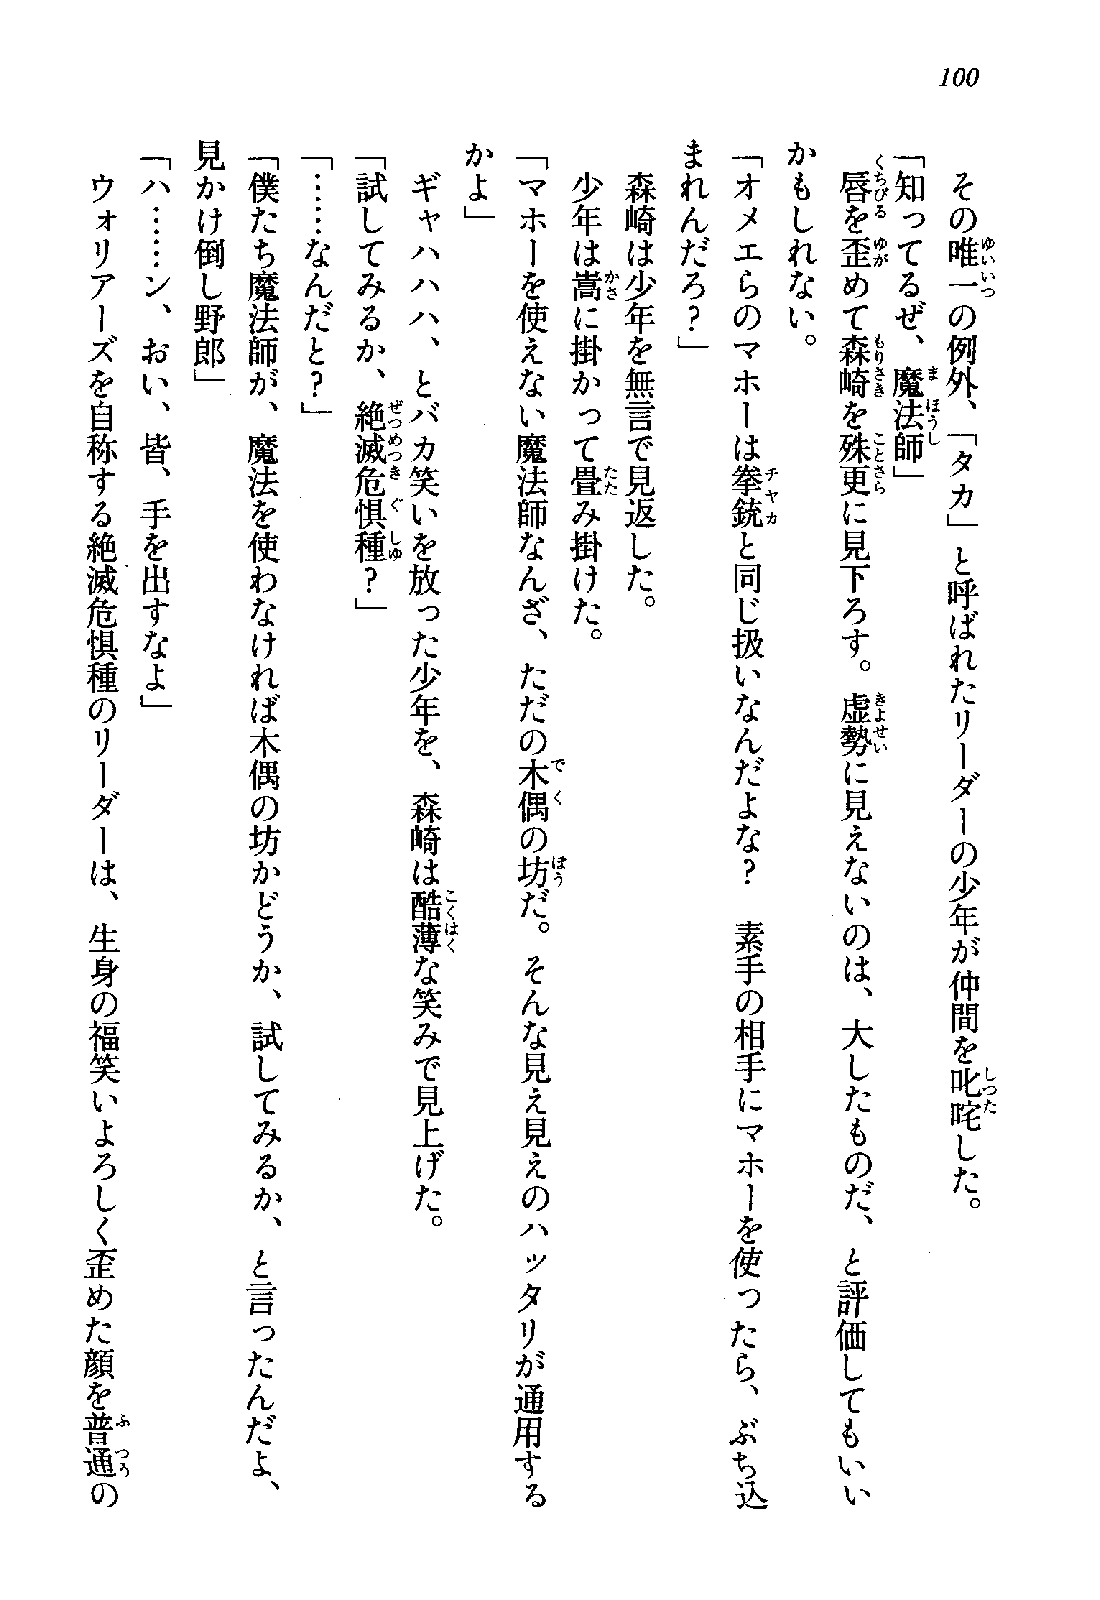 100
その唯一の例外、「タカ」と呼ばれたリーダーの少年が仲間を叱咤した。
「知ってるぜ、魔法師」
唇を歪めて森崎を殊更に見下ろす。虚勢に見えないのは、大したものだ、と評価してもいい
かもしれない。
「オメエらのマホーは拳銃と同じ扱いなんだよな？　素手の相手にマホーを使ったら、ぶち込
まれんだろ？」
森崎は少年を無言で見返した。
少年は嵩に掛かって畳み掛けた。
「マホーを使えない魔法師なんざ、ただの木偶の坊だ。そんな見え見えのハッタリが通用する
かよ」
ギャハハハ、とバカ笑いを放った少年を、森崎は酷薄な笑みで見上げた。
「試してみるか、絶滅危惧種？」
「……なんだと？」
「僕たち魔法師が、魔法を使わなければ木偶の坊かどうか、試してみるか、と言ったんだよ、
見かけ倒し野郎」
「ハ……ン、おい、皆、手を出すなよ」
ウォリアーズを自称する絶滅危惧種のリーダーは、生身の福笑いよろしく歪めた顔を普通の